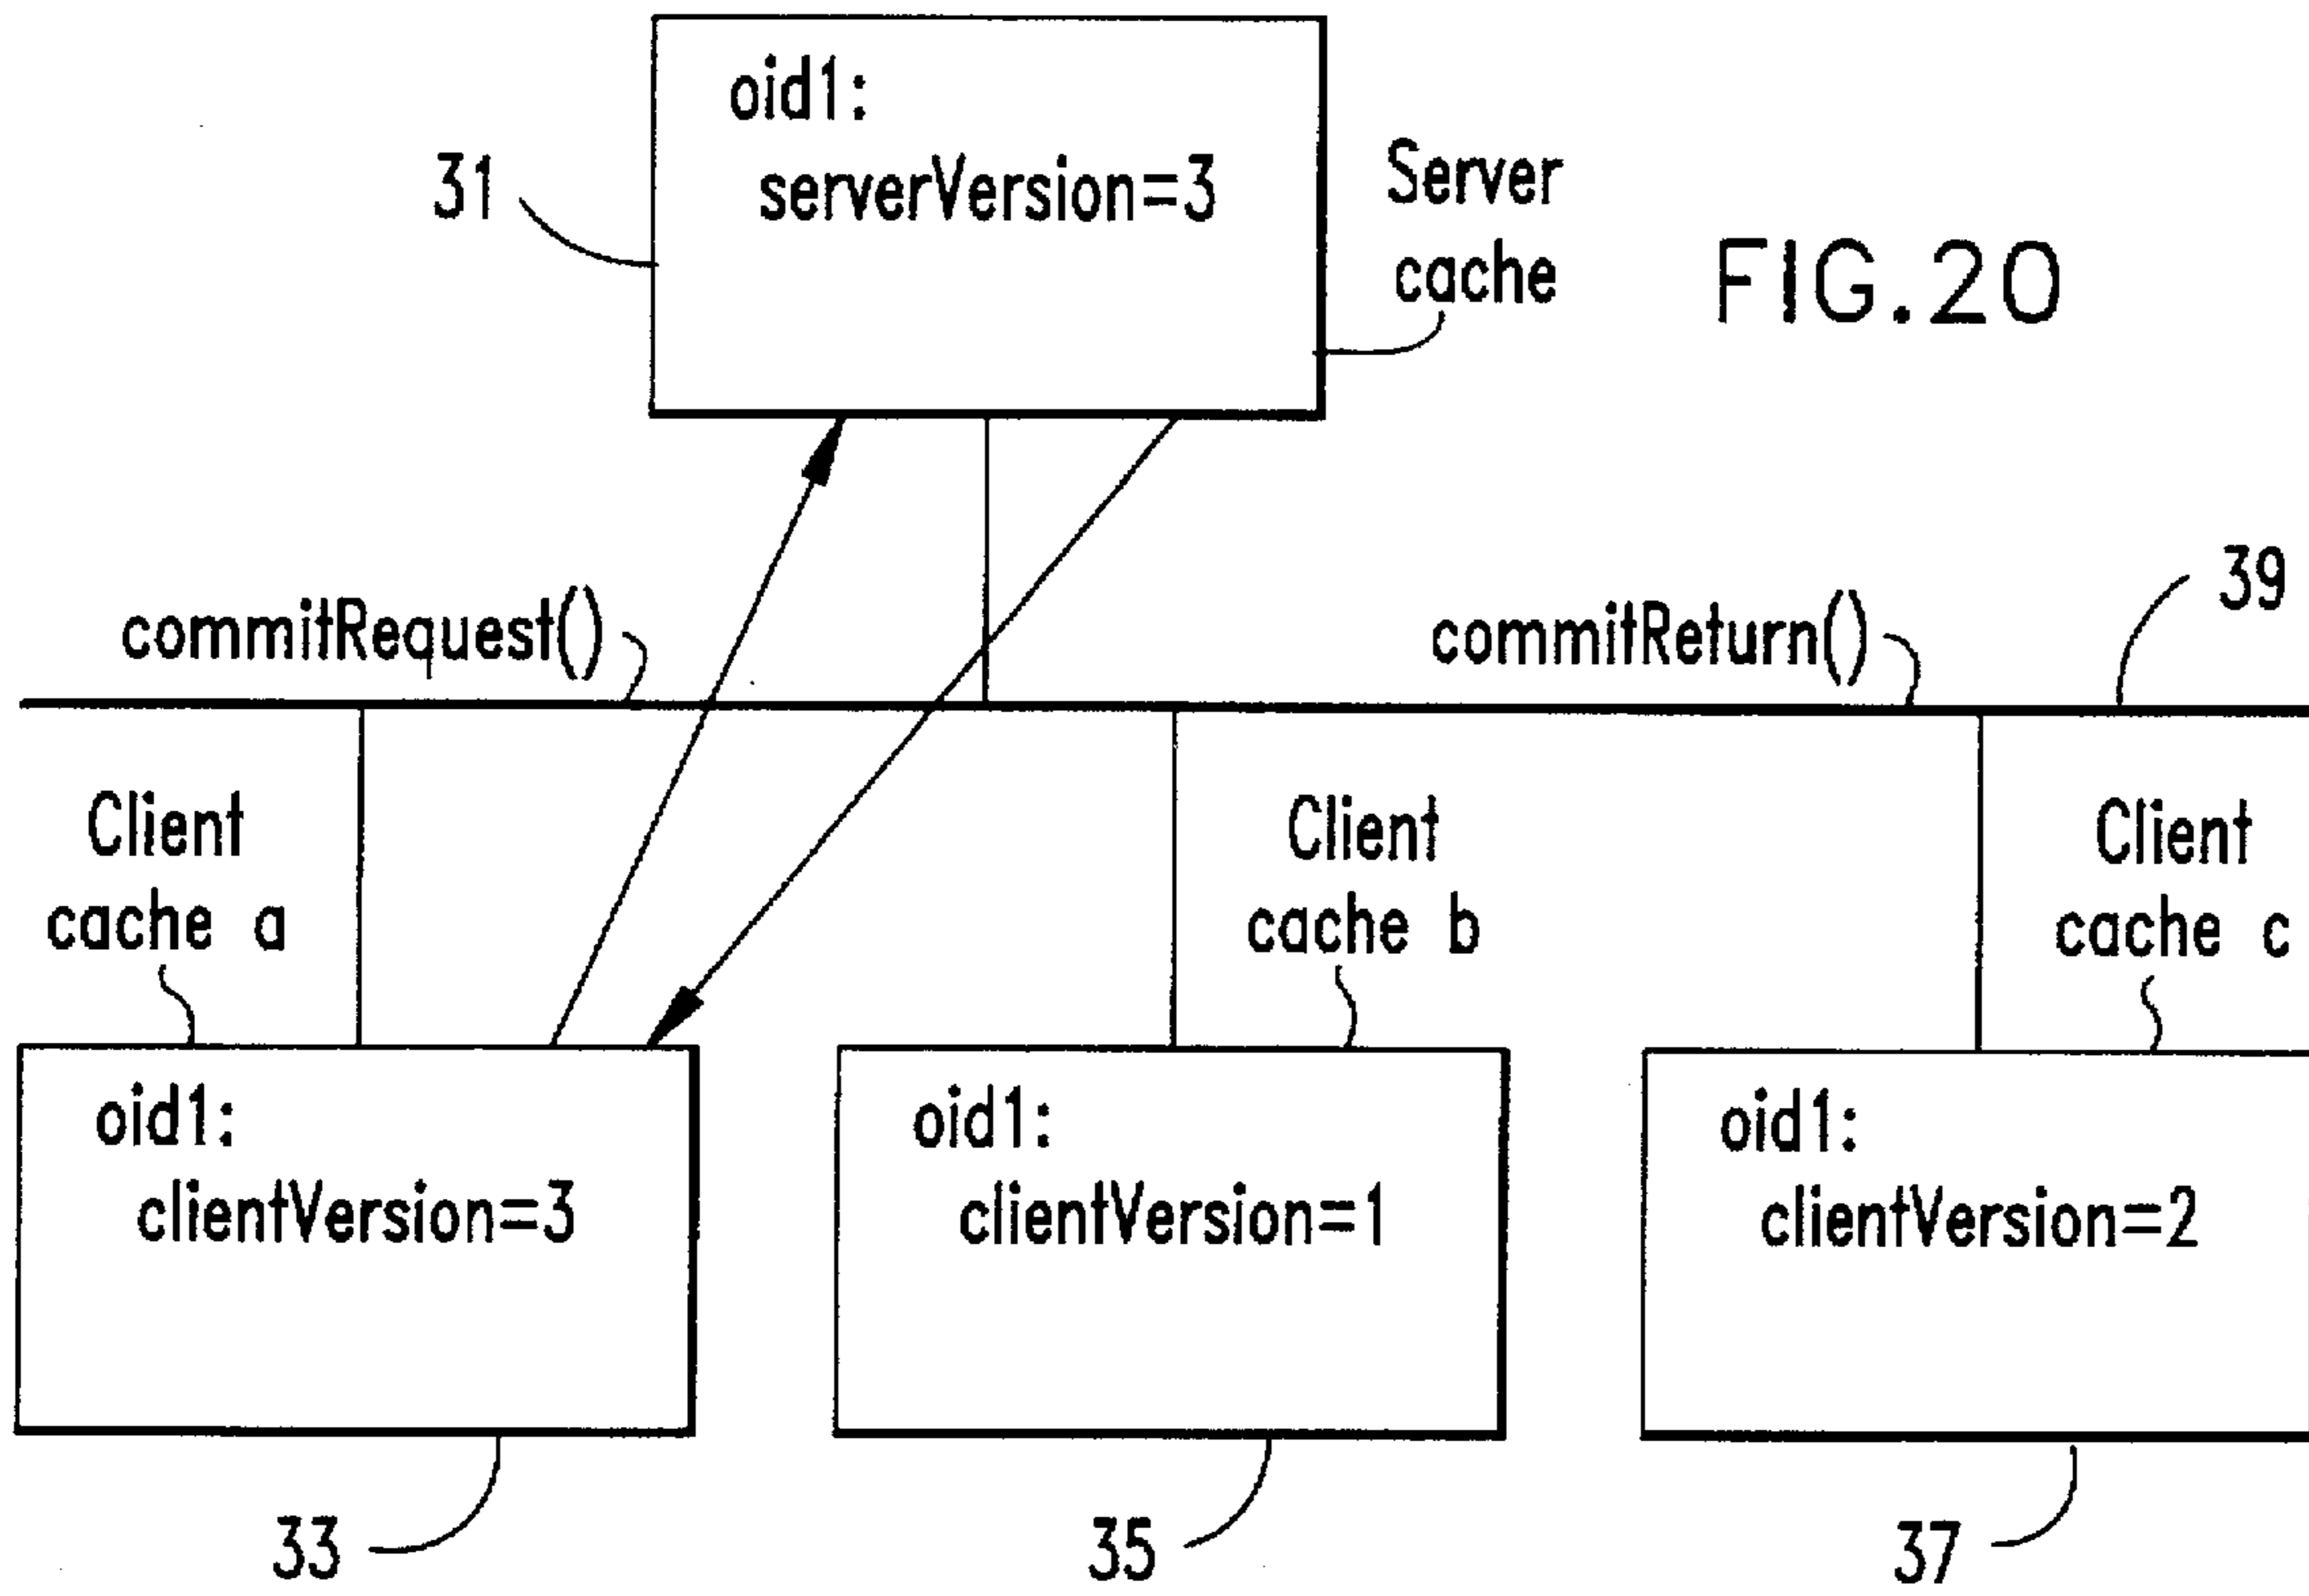 oid1:
serverVersion=3
31
Server
cache
FIG.20
commitRequest()
commitReturn()
39
Client
cache a
Client
cache b
Client
cache c
oid1:
clientVersion=3
oid1:
clientVersion=1
oid1:
clientVersion=2
33
35
37